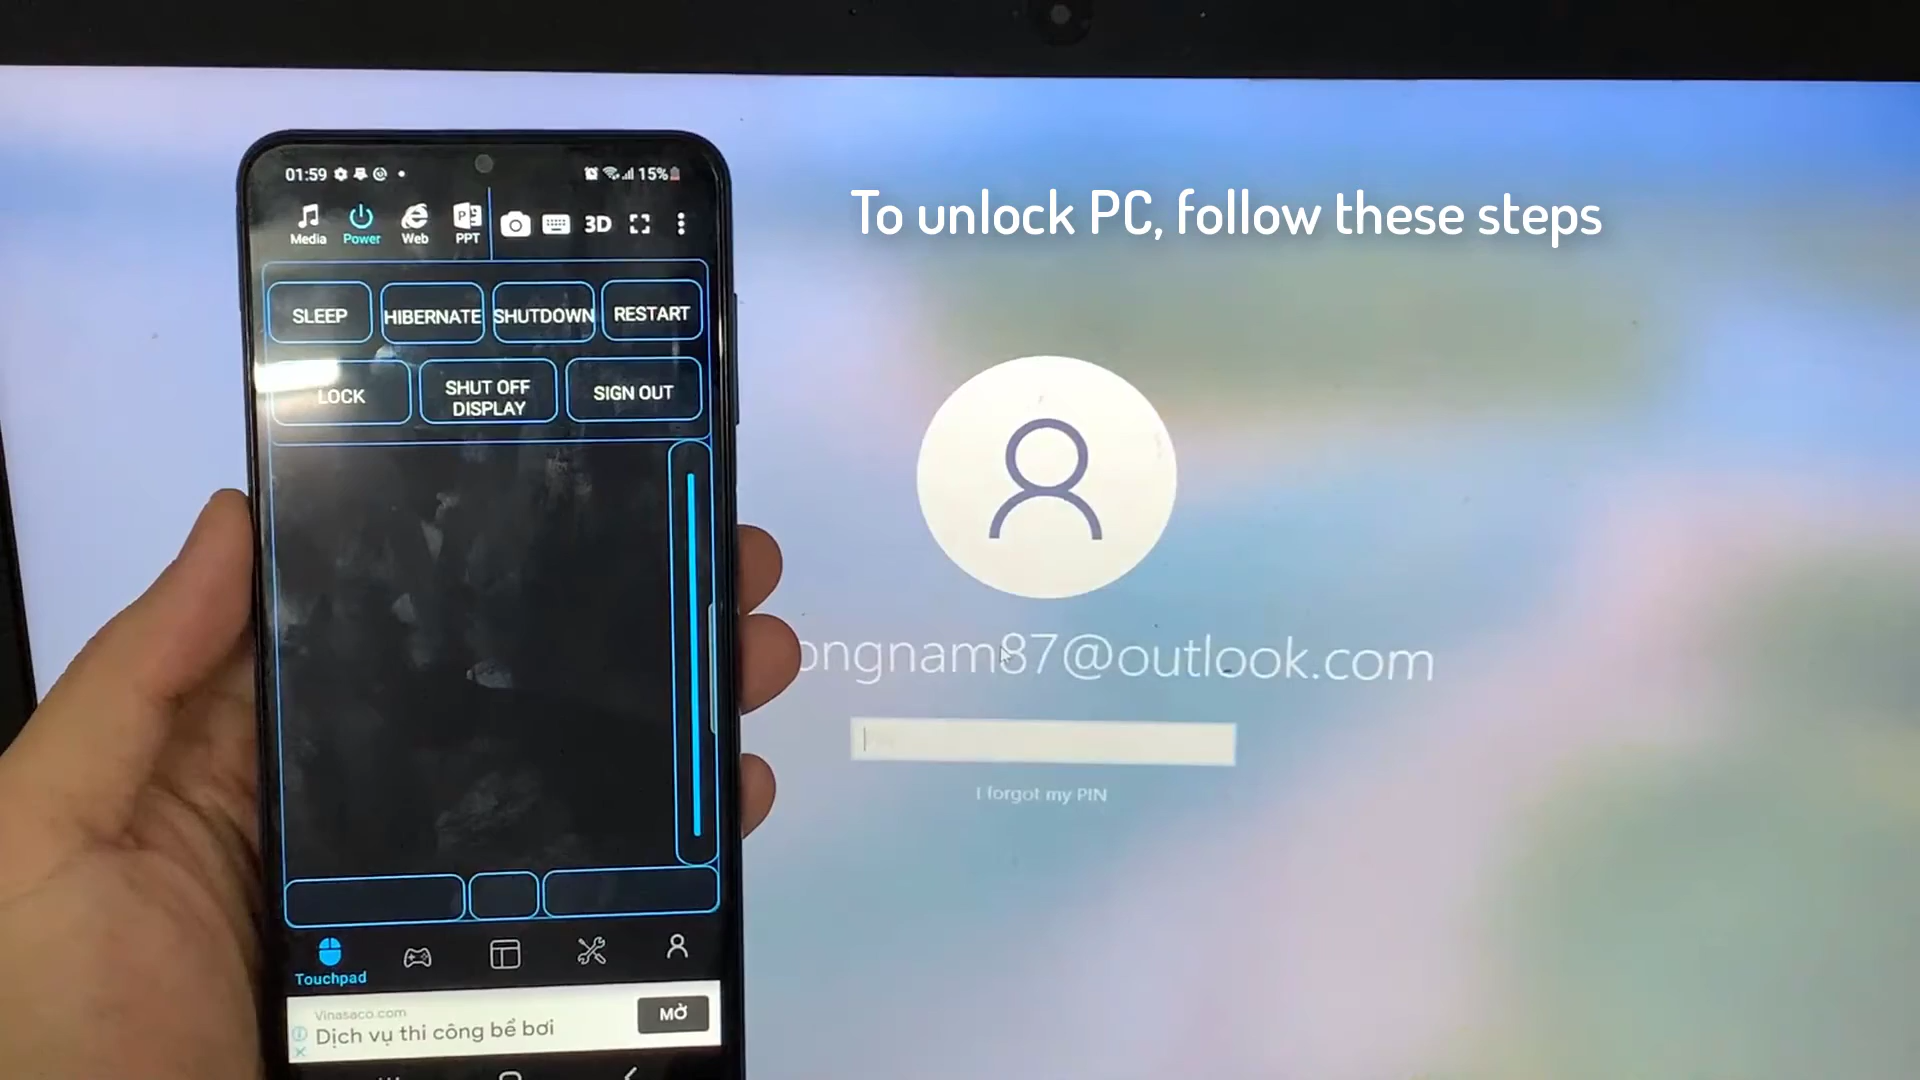 To unlock PC, follow these steps
01:59
15%
Media Power Web PPT 3D
SLEEP HIBERNATE SHUTDOWN RESTART
LOCK SHUT OFF DISPLAY SIGN OUT
ongnam87@outlook.com
I forgot my PIN
Touchpad
Vinasaco.com
Dịch vụ thi công bể bơi
MỞ